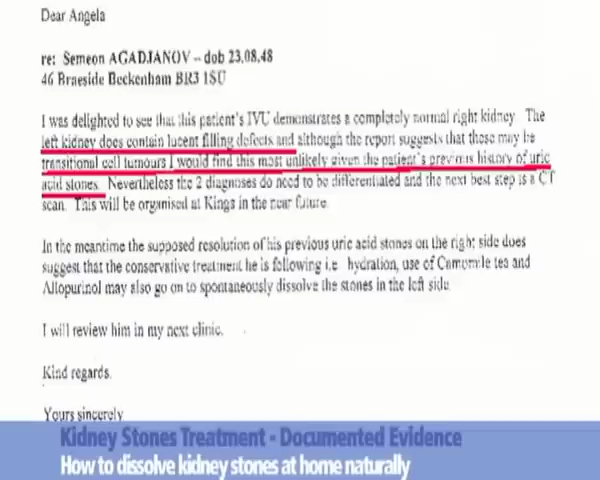 Dear Angela
re: Semeon AGADJANOV – dob 23.08.48
46 Braeside Beckenham BR3 1SU
I was delighted to see that this patient's IVU demonstrates a completely normal right kidney. The
left kidney does contain lucent filling defects and although the report suggests that these may be
transitional cell tumours I would find this most unlikely given the patient's previous history of uric
acid stones. Nevertheless the 2 diagnoses do need to be differentiated and the next best step is a CT
scan. This will be organised at Kings in the near future.
In the meantime the supposed resolution of his previous uric acid stones on the right side does
suggest that the conservative treatment he is following i.e hydration, use of Camomile tea and
Allopurinol may also go on to spontaneously dissolve the stones in the left side.
I will review him in my next clinic.
Kind regards.
Yours sincerely
Kidney Stones Treatment - Documented Evidence
How to dissolve kidney stones at home naturally